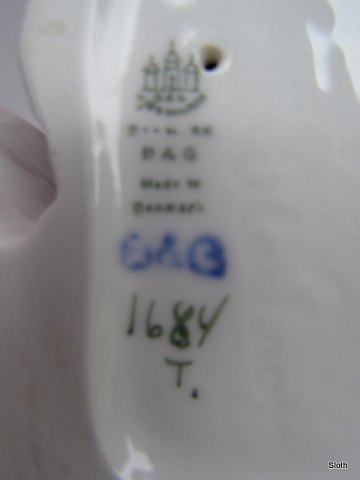 B & G
Made in
Denmark
B&G
1684
T.
Sloth